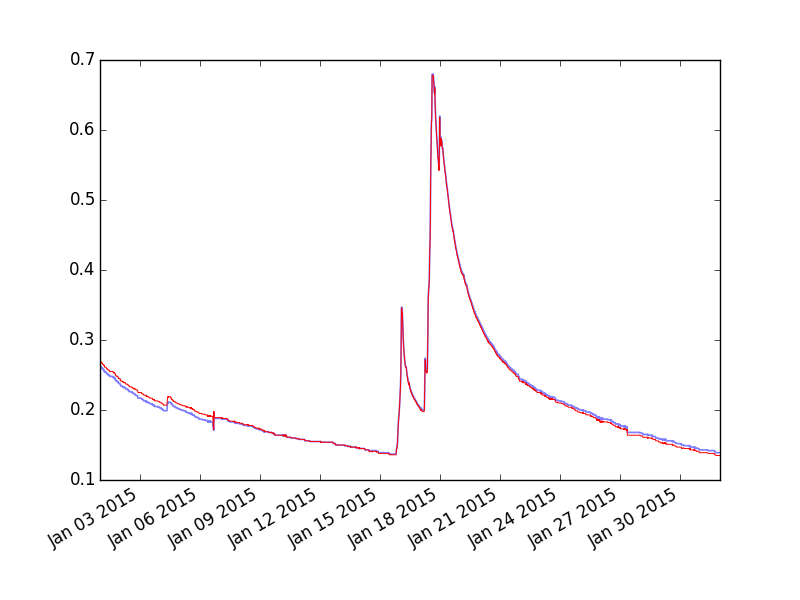 0.7
0.6
0.5
0.4
0.3
0.2
0.1
Jan 03 2015
Jan 06 2015
Jan 09 2015
Jan 12 2015
Jan 15 2015
Jan 18 2015
Jan 21 2015
Jan 24 2015
Jan 27 2015
Jan 30 2015